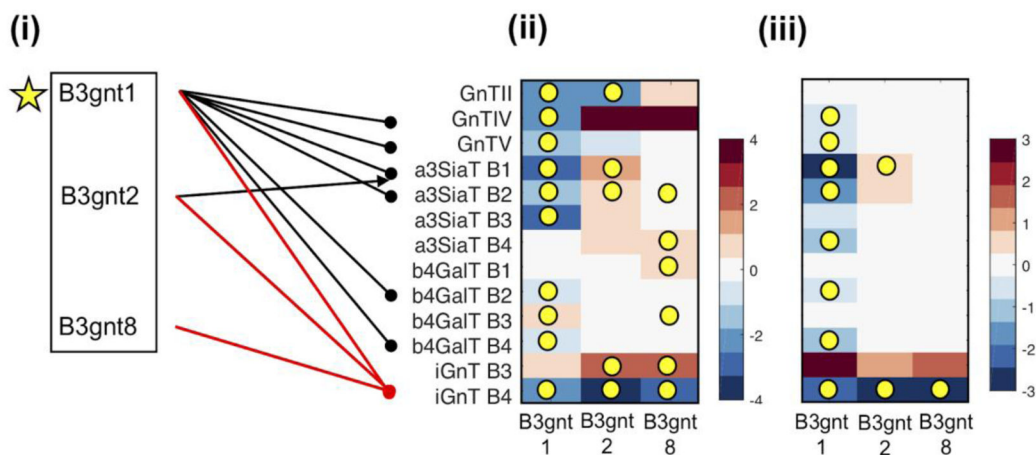 (i)
B3gnt1
B3gnt2
B3gnt8
(ii)
GnTII
GnTIV
GnTV
a3SiaT B1
a3SiaT B2
a3SiaT B3
a3SiaT B4
b4GalT B1
b4GalT B2
b4GalT B3
b4GalT B4
iGnT B3
iGnT B4
B3gnt B3gnt B3gnt
1 2 8
4
2
0
-2
-4
(iii)
B3gnt B3gnt B3gnt
1 2 8
3
2
1
0
-1
-2
-3